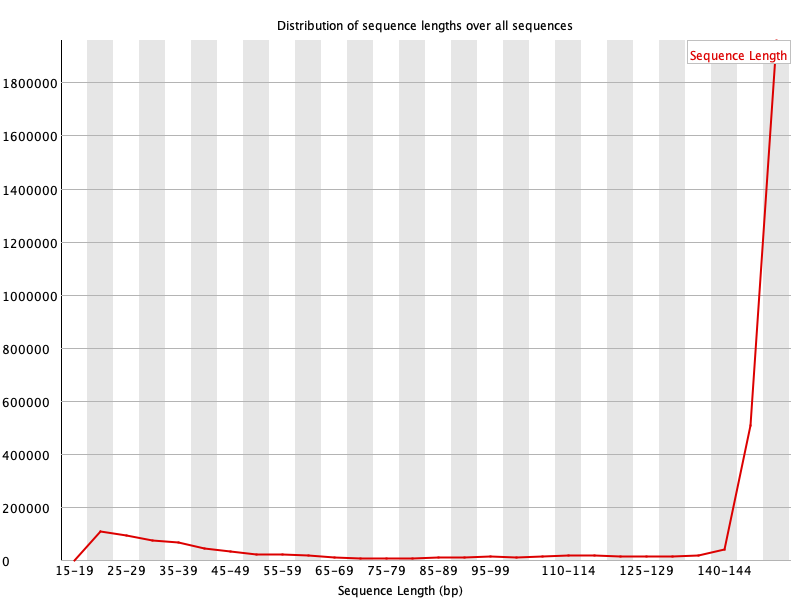 Distribution of sequence lengths over all sequences
Sequence Length
1800000
1600000
1400000
1200000
1000000
800000
600000
400000
200000
0
15-19 25-29 35-39 45-49 55-59 65-69 75-79 85-89 95-99 110-114 125-129 140-144
Sequence Length (bp)